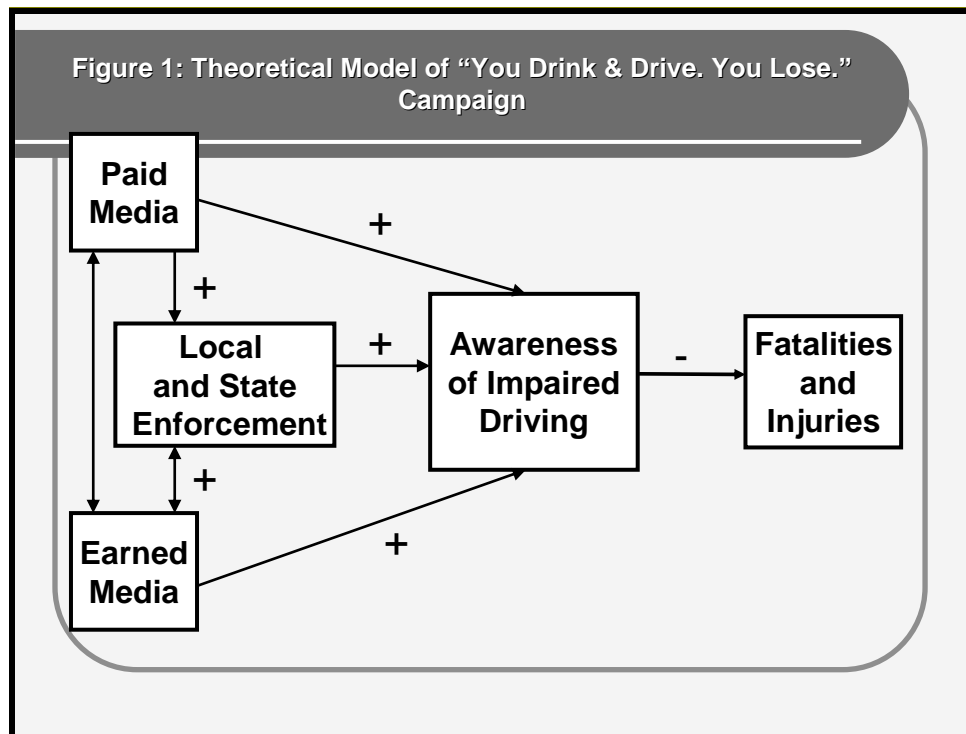 Figure 1: Theoretical Model of “You Drink & Drive. You Lose.”
Campaign
Paid
Media
+
+
Local
and State
Enforcement
+
Awareness
of Impaired
Driving
-
Fatalities
and
Injuries
+
+
Earned
Media